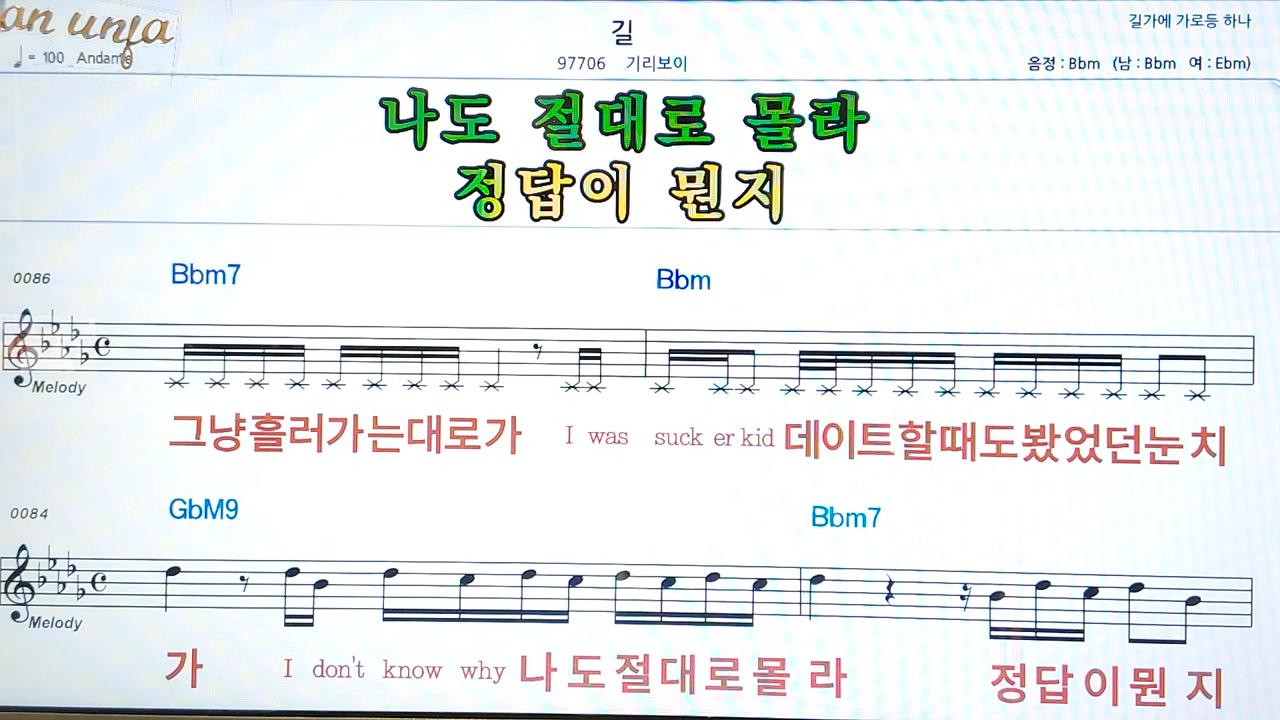 an unja
길
길가에 가로등 하나
♩ = 100 _Andante
97706 기리보이
음정 : Bbm (남 : Bbm 여 : Ebm)
나도 절대로 몰라
정답이 뭔지
0086
Bbm7 Bbm
Melody
그냥흘러가는대로가 I was suck er kid 데이트할때도봤었던눈치
0084
GbM9 Bbm7
Melody
가 I don't know why 나도절대로몰라 정답이뭔지